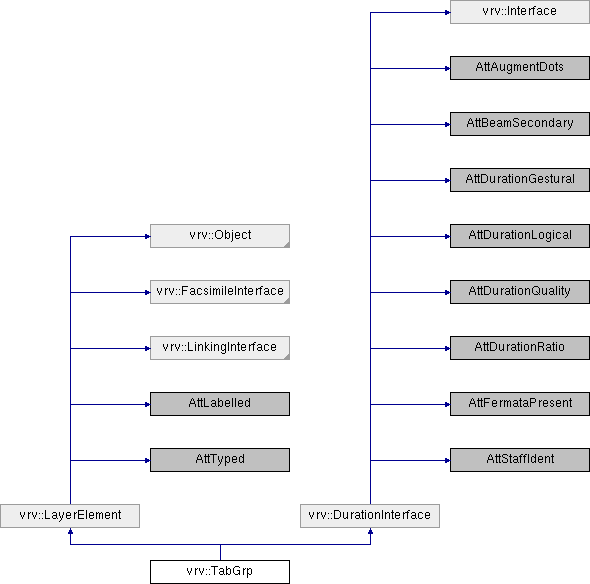 vrv::Interface
AttAugmentDots
AttBeamSecondary
AttDurationGestural
vrv::Object
AttDurationLogical
vrv::FacsimileInterface
AttDurationQuality
vrv::LinkingInterface
AttDurationRatio
AttLabelled
AttFermataPresent
AttTyped
AttStaffIdent
vrv::LayerElement
vrv::DurationInterface
vrv::TabGrp